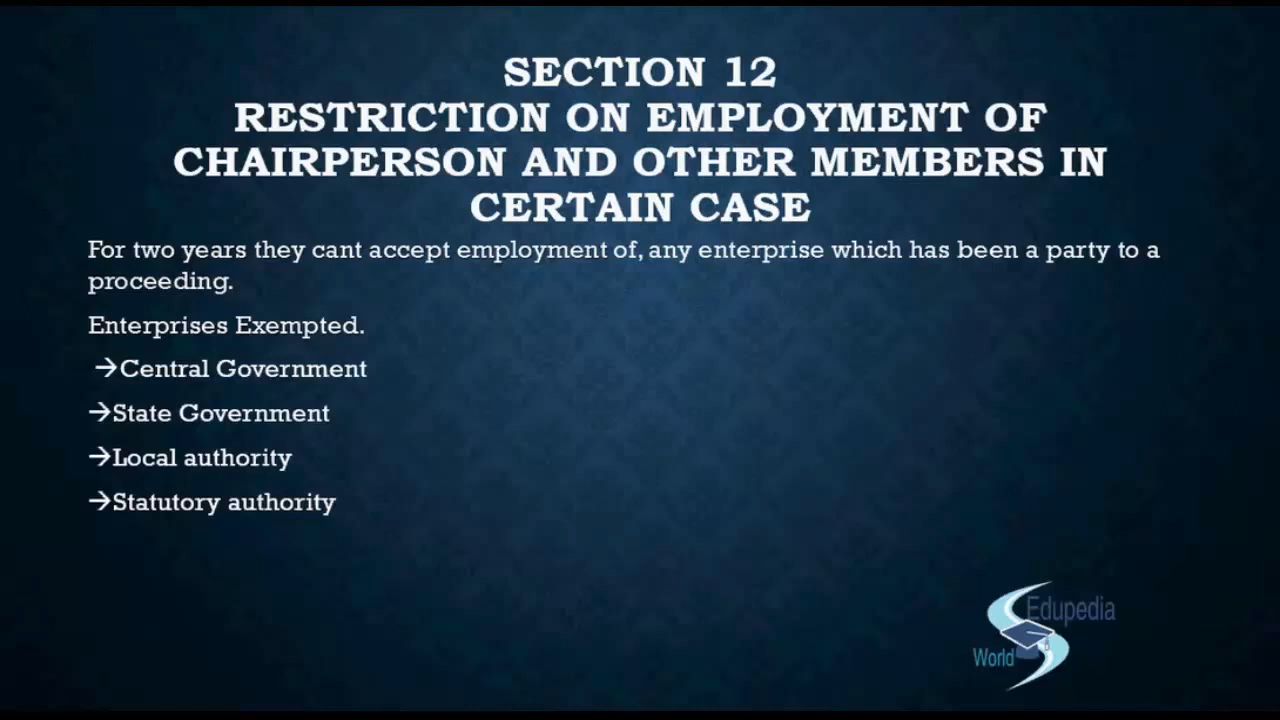 SECTION 12
RESTRICTION ON EMPLOYMENT OF
CHAIRPERSON AND OTHER MEMBERS IN
CERTAIN CASE
For two years they cant accept employment of, any enterprise which has been a party to a
proceeding.
Enterprises Exempted.
→Central Government
→State Government
→Local authority
→Statutory authority
Edupedia
World